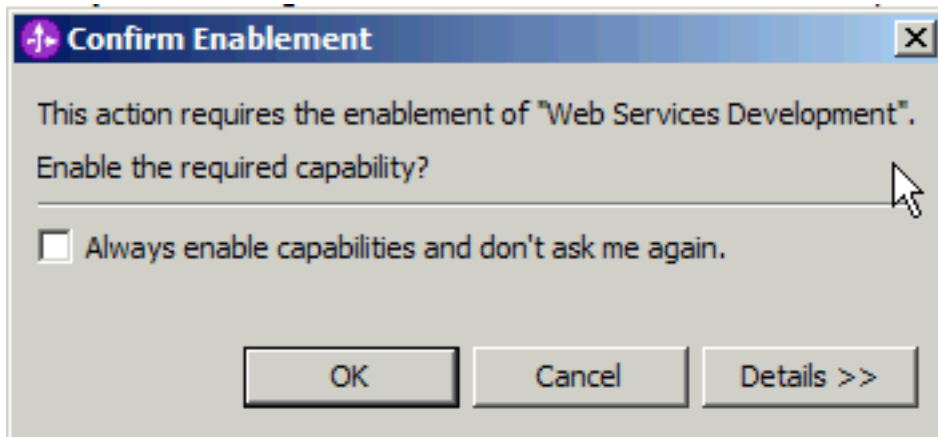 Confirm Enablement
This action requires the enablement of "Web Services Development".
Enable the required capability?
Always enable capabilities and don't ask me again.
OK Cancel Details >>